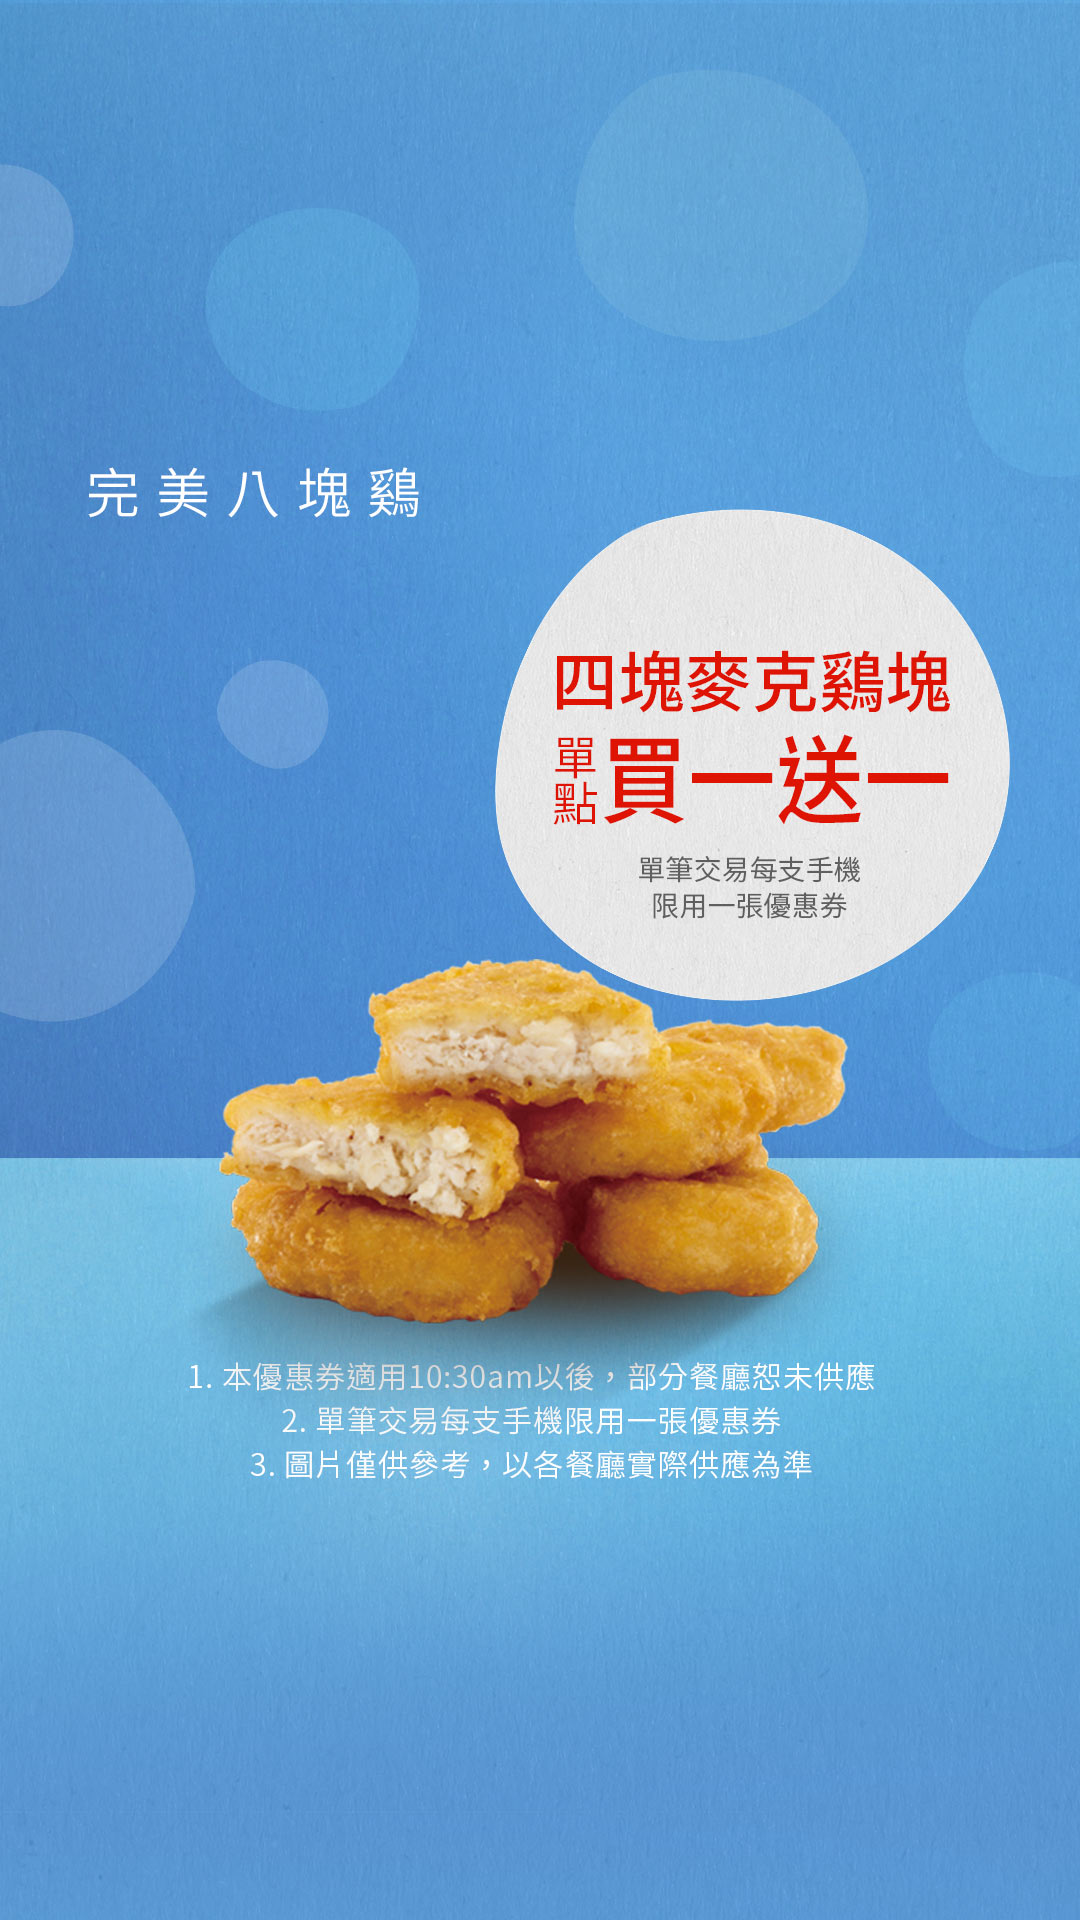 完美八塊鷄
四塊麥克鷄塊
單點
買一送一
單筆交易每支手機
限用一張優惠券
1. 本優惠券適用10:30am以後，部分餐廳恕未供應
2. 單筆交易每支手機限用一張優惠券
3. 圖片僅供參考，以各餐廳實際供應為準